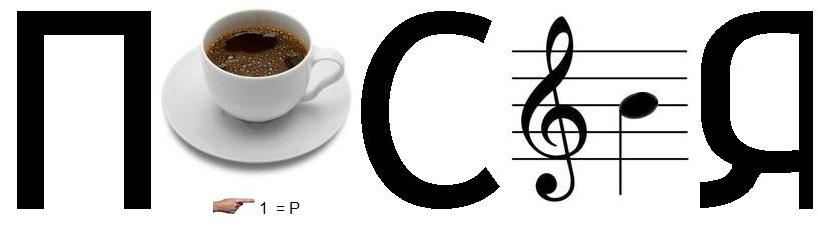 П С Я
1 = Р